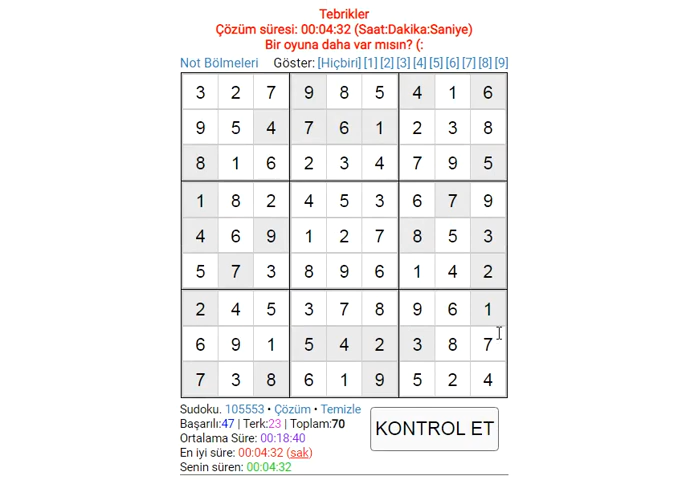 Tebrikler
Çözüm süresi: 00:04:32 (Saat:Dakika:Saniye)
Bir oyuna daha var mısın? (:
Not Bölmeleri Göster: [Hiçbiri] [1] [2] [3] [4] [5] [6] [7] [8] [9]
3 2 7 9 8 5 4 1 6
9 5 4 7 6 1 2 3 8
8 1 6 2 3 4 7 9 5
1 8 2 4 5 3 6 7 9
4 6 9 1 2 7 8 5 3
5 7 3 8 9 6 1 4 2
2 4 5 3 7 8 9 6 1
6 9 1 5 4 2 3 8 7
7 3 8 6 1 9 5 2 4
Sudoku. 105553 • Çözüm • Temizle
Başarılı:47 | Terk:23 | Toplam:70
Ortalama Süre: 00:18:40
En iyi süre: 00:04:32 (sak)
Senin süren: 00:04:32
KONTROL ET